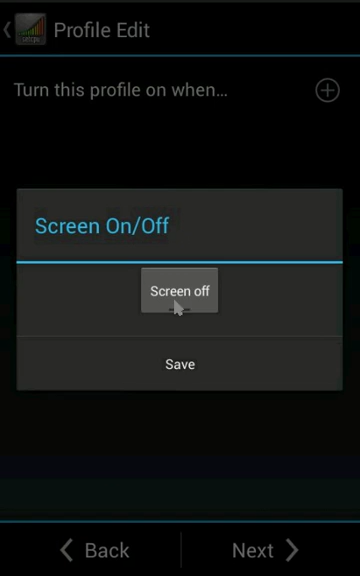 Profile Edit
Turn this profile on when...
Screen On/Off
Screen off
Save
Back
Next